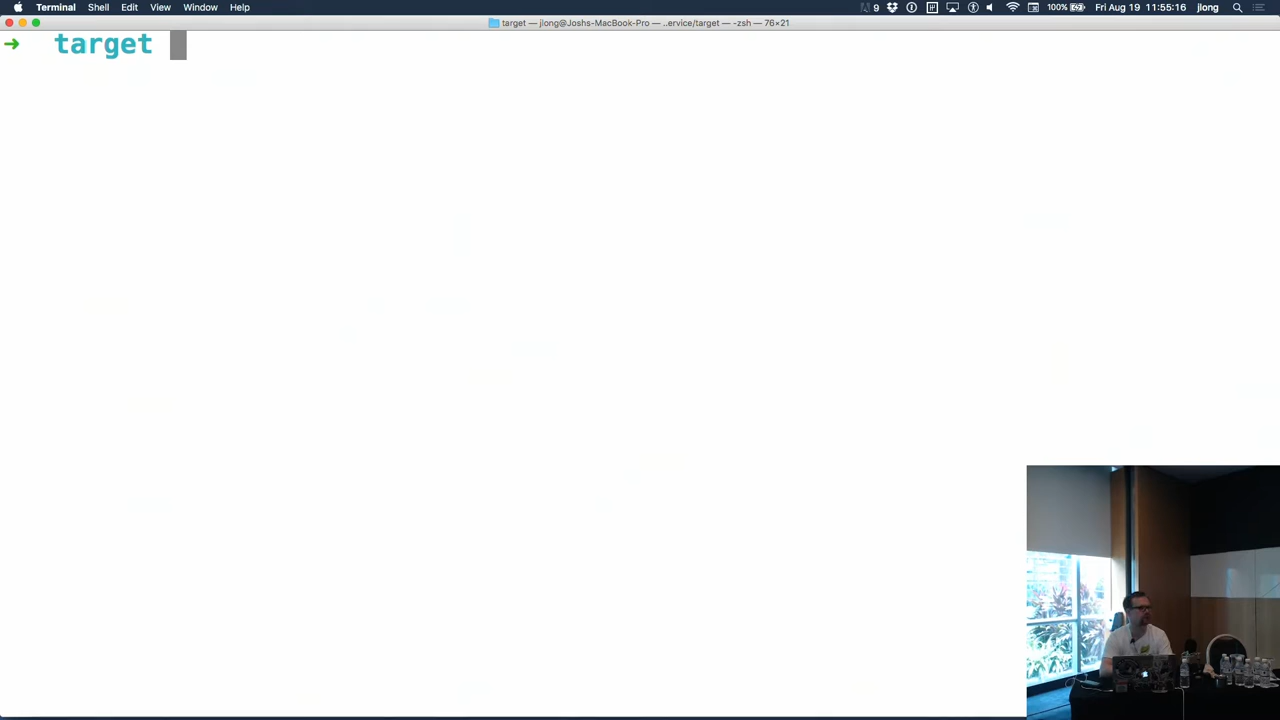 Terminal Shell Edit View Window Help 9 100% Fri Aug 19 11:55:16 jlong
target — jlong@Joshs-MacBook-Pro — ..ervice/target — -zsh — 76×21
➜ target